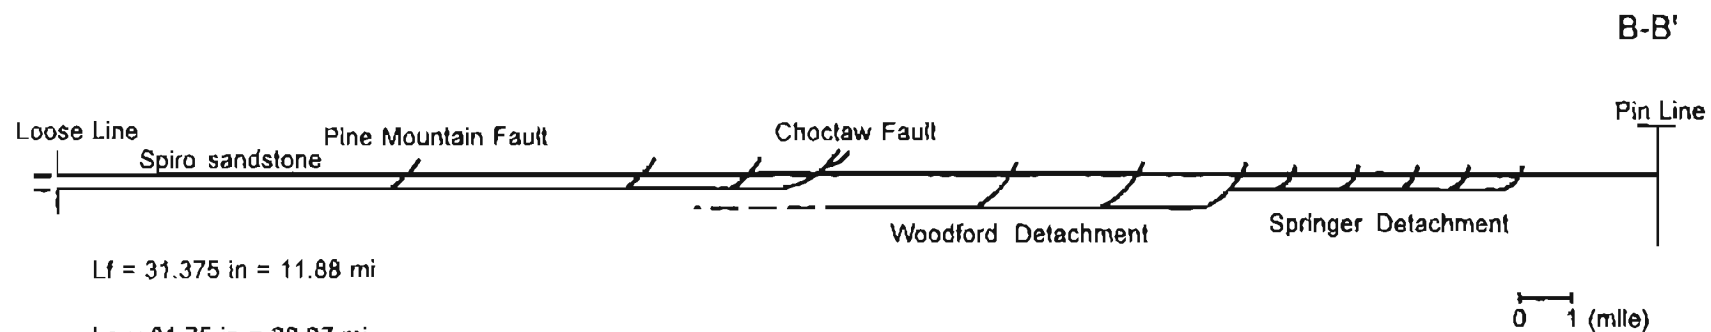 B-B'
Pin Line
Loose Line
Pine Mountain Fault
Choctaw Fault
Spiro sandstone
Woodford Detachment
Springer Detachment
Lf = 31.375 in = 11.88 mi
0 1 (mile)